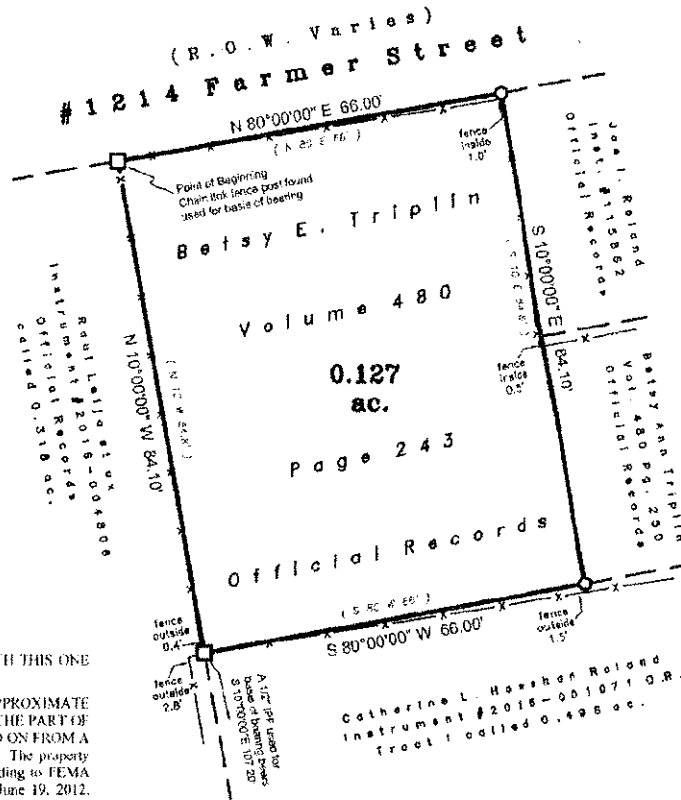 ( R . O . W . Varies )
#1214 Farmer Street
N 80°00'00" E 66.00'
( N 80 E 66' )
fence
inside
1.0'
Point of Beginning
Chain link fence post found
used for basis of bearing
Betsy E. Triplin
Volume 480
0.127
ac.
Page 243
Official Records
Joe I. Roland
Inst. #115862
Official Records
S 10°00'00" E 84.10'
fence
inside
0.5'
Betsy Ann Triplin
Vol. 480 pg. 250
Official Records
Raul Leija et ux
Instrument #2016-004806
Official Records
called 0.318 ac.
N 10°00'00" W 84.10'
( S 80 W 66' )
S 80°00'00" W 66.00'
fence
outside
0.4'
fence
outside
2.8'
fence
outside
1.5'
A 1/2" IPF used for
basis of bearing bears
S 10°00'00"E 107.20'
Catherine L. Roland
Instrument #2016-001071 O.R.
Tract 1 called 0.496 ac.
TH THIS ONE
PPROXIMATE
THE PART OF
D ON FROM A
The property
ding to FEMA
June 19, 2012.